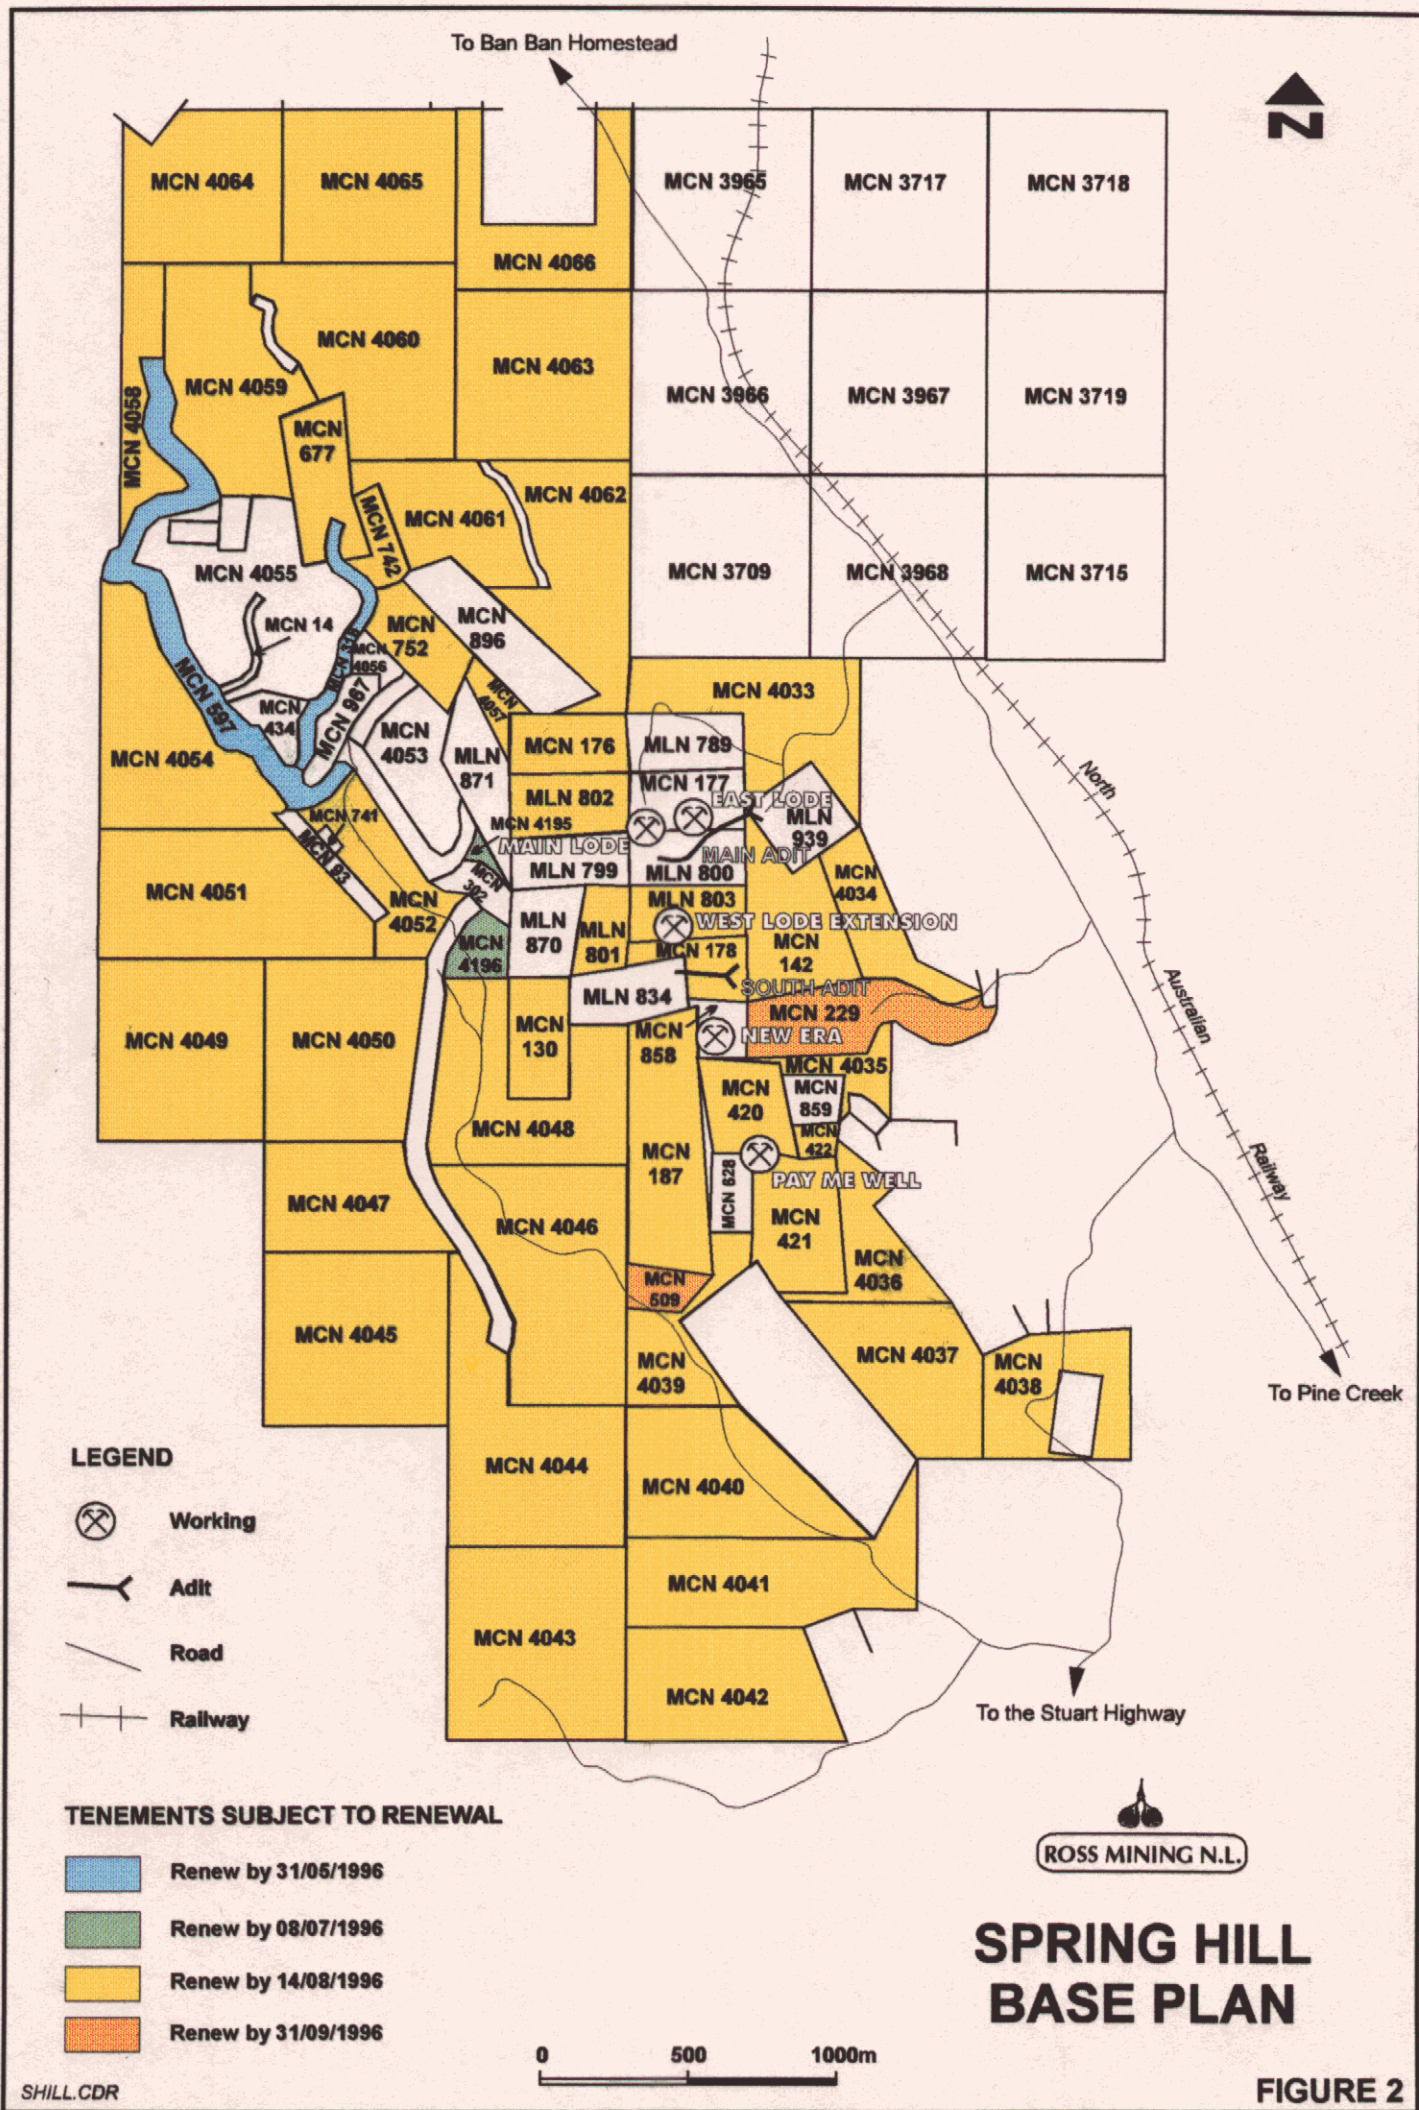 To Ban Ban Homestead
N
MCN 4064
MCN 4065
MCN 3965
MCN 3717
MCN 3718
MCN 4066
MCN 4060
MCN 4063
MCN 4059
MCN 4058
MCN 3966
MCN 3967
MCN 3719
MCN
677
MCN 4062
MCN 4061
MCN 742
MCN 4055
MCN 3709
MCN 3968
MCN 3715
MCN 14
MCN
752
MCN
896
MCN
4056
MCN 597
MCN
434
MCN 967
MCN
4057
MCN 4033
MCN
4053
MCN 4054
MLN
871
MCN 176
MLN 789
MLN 802
MCN 177
EAST LODE
MLN
939
North
MCN 741
MCN 4195
MAIN LODE
MAIN ADIT
MCN 93
MLN 799
MLN 800
MCN
4034
MCN 4051
MCN
302
MCN
4052
MLN 803
WEST LODE EXTENSION
MLN
870
MLN
801
MCN
4196
MCN 178
MCN
142
SOUTH ADIT
MLN 834
MCN 229
Australian
MCN 4049
MCN 4050
MCN
130
MCN
858
NEW ERA
MCN 4035
MCN
420
MCN
859
MCN 4048
MCN
422
MCN
187
MCN 628
PAY ME WELL
Railway
MCN 4047
MCN 4046
MCN
421
MCN
4036
MCN
509
MCN 4045
MCN
4039
MCN 4037
MCN
4038
To Pine Creek
MCN 4044
MCN 4040
MCN 4041
MCN 4043
MCN 4042
To the Stuart Highway
LEGEND
Working
Adit
Road
Railway
TENEMENTS SUBJECT TO RENEWAL
Renew by 31/05/1996
Renew by 08/07/1996
Renew by 14/08/1996
Renew by 31/09/1996
ROSS MINING N.L.
SPRING HILL
BASE PLAN
0 500 1000m
SHILL.CDR
FIGURE 2